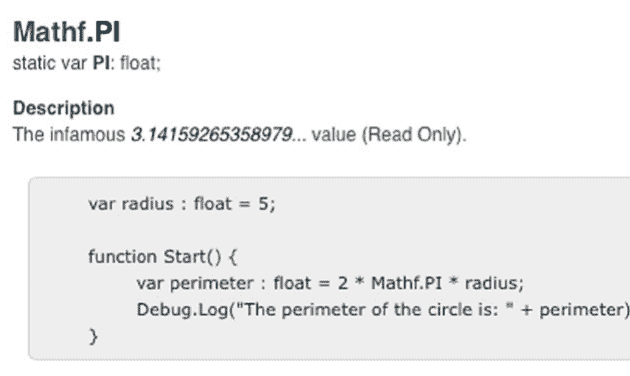 Mathf.PI
static var PI: float;
Description
The infamous 3.14159265358979... value (Read Only).
var radius : float = 5;
function Start() {
var perimeter : float = 2 * Mathf.PI * radius;
Debug.Log("The perimeter of the circle is: " + perimeter)
}